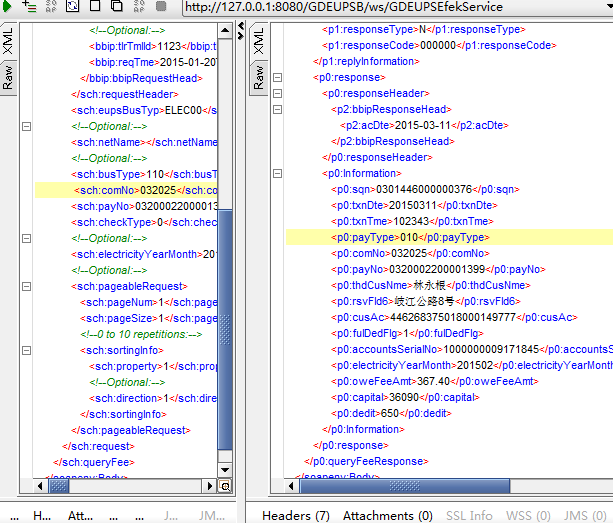 http://127.0.0.1:8080/GDEUPSB/ws/GDEUPSEfekService
XML
Raw
<!--Optional:-->
<bbip:tlrTmlId>1123</bbip:t
<bbip:reqTme>2015-01-20T
</bbip:bbipRequestHead>
</sch:requestHeader>
<sch:eupsBusTyp>ELEC00</s
<!--Optional:-->
<sch:netName></sch:netName>
<!--Optional:-->
<sch:busType>110</sch:busT
<sch:comNo>032025</sch:co
<sch:payNo>03200022000013
<sch:checkType>0</sch:chec
<!--Optional:-->
<sch:electricityYearMonth>201
<!--Optional:-->
<sch:pageableRequest>
<sch:pageNum>1</sch:page
<sch:pageSize>1</sch:page
<!--0 to 10 repetitions:-->
<sch:sortingInfo>
<sch:property>1</sch:prop
<!--Optional:-->
<sch:direction>1</sch:direc
</sch:sortingInfo>
</sch:pageableRequest>
</sch:request>
</sch:queryFee>
</soapenv:Body>
... H... Att... ... ... J... JM...
XML
Raw
<p1:responseType>N</p1:responseType>
<p1:responseCode>000000</p1:responseCode>
</p1:replyInformation>
<p0:response>
<p0:responseHeader>
<p2:bbipResponseHead>
<p2:acDte>2015-03-11</p2:acDte>
</p2:bbipResponseHead>
</p0:responseHeader>
<p0:Information>
<p0:sqn>0301446000000376</p0:sqn>
<p0:txnDte>20150311</p0:txnDte>
<p0:txnTme>102343</p0:txnTme>
<p0:payType>010</p0:payType>
<p0:comNo>032025</p0:comNo>
<p0:payNo>0320002200001399</p0:payNo>
<p0:thdCusNme>林永根</p0:thdCusNme>
<p0:rsvFld6>岐江公路8号</p0:rsvFld6>
<p0:cusAc>446268375018000149777</p0:cusAc>
<p0:fulDedFlg>1</p0:fulDedFlg>
<p0:accountsSerialNo>1000000009171845</p0:accountsS
<p0:electricityYearMonth>201502</p0:electricityYearMon
<p0:oweFeeAmt>367.40</p0:oweFeeAmt>
<p0:capital>36090</p0:capital>
<p0:dedit>650</p0:dedit>
</p0:Information>
</p0:response>
</p0:queryFeeResponse>
</soapenv:Body>
Headers (7) Attachments (0) SSL Info WSS (0) JMS (0)